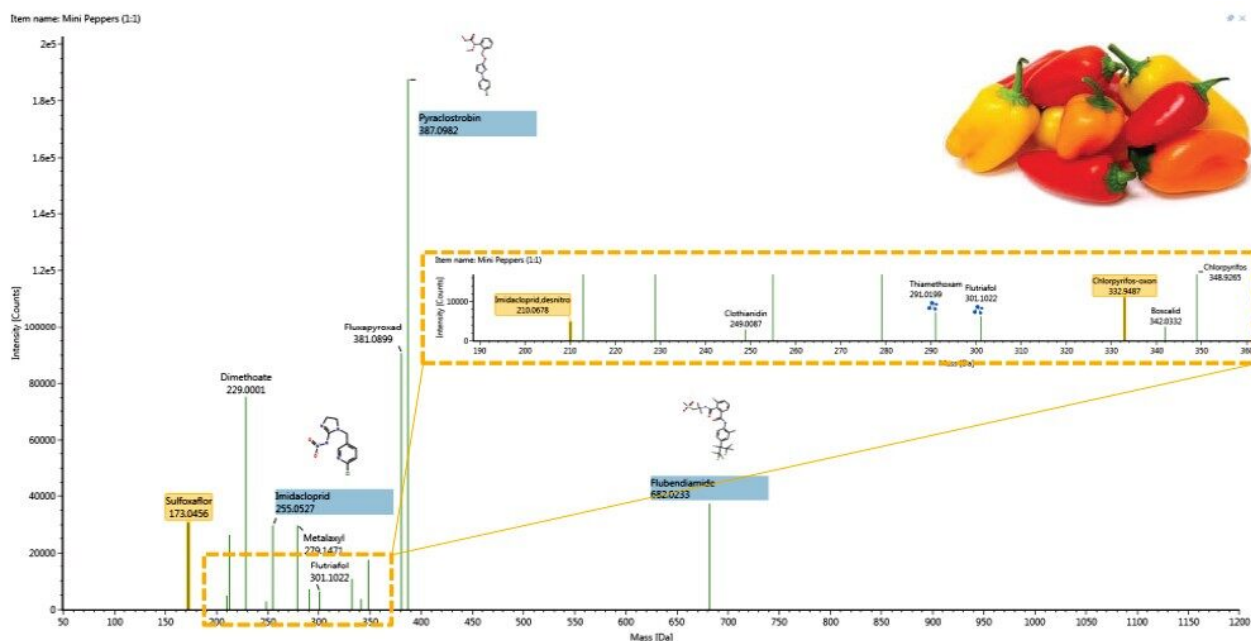 Item name: Mini Peppers (1:1)
2e5
1.8e5
1.6e5
1.4e5
1.2e5
100000
80000
60000
40000
20000
0
Intensity [Counts]
Pyraclostrobin
387.0982
Fluxapyroxad
381.0899
Dimethoate
229.0001
Sulfoxaflor
173.0456
Imidacloprid
255.0527
Metalaxyl
279.1471
Flutriafol
301.1022
Flubendiamide
682.0233
50 100 150 200 250 300 350 400 450 500 550 600 650 700 750 800 850 900 950 1000 1050 1100 1150 1200
Mass [Da]
Item name: Mini Peppers (1:1)
Intensity [Counts]
10000
0
Imidacloprid,desnitro
210.0678
Clothianidin
249.0087
Thiamethoxam
291.0199
Flutriafol
301.1022
Chlorpyrifos-oxon
332.9487
Boscalid
342.0332
Chlorpyrifos
348.9265
190 200 210 220 230 240 250 260 270 280 290 300 310 320 330 340 350 360
Mass [Da]